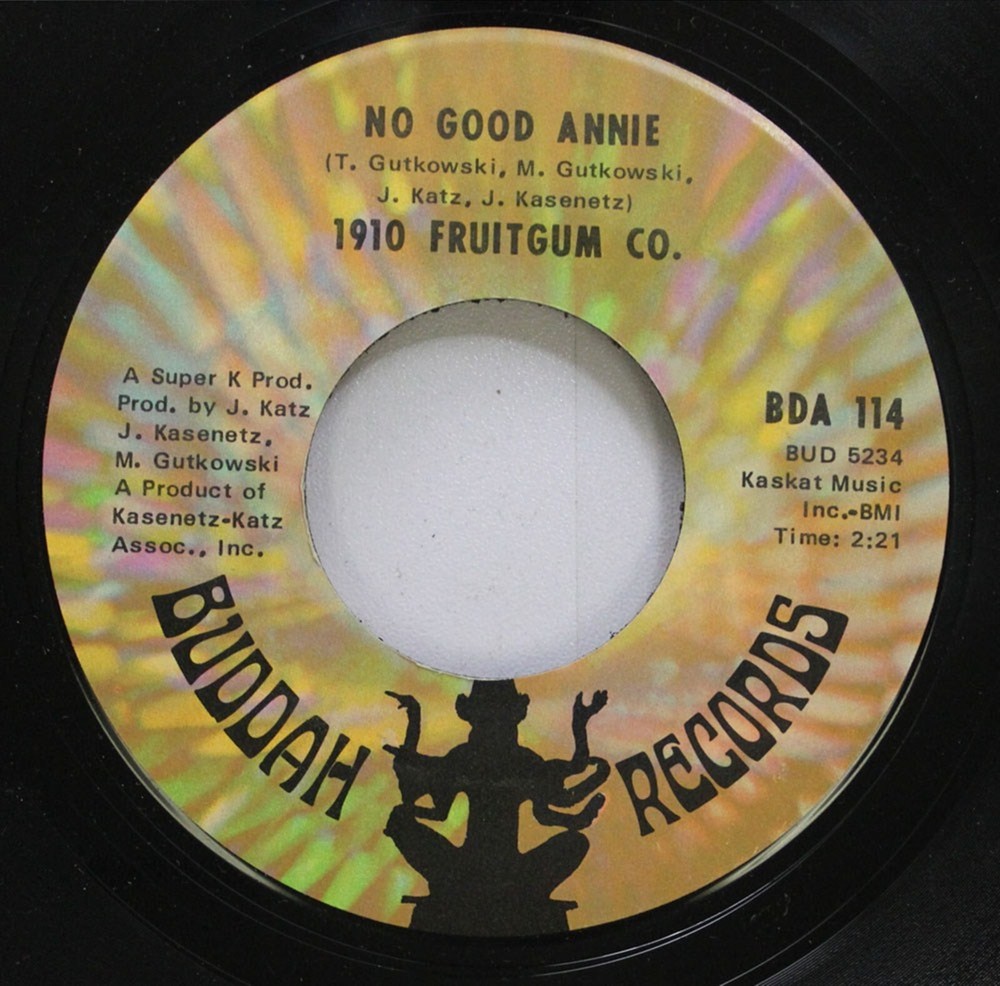 NO GOOD ANNIE
(T. Gutkowski, M. Gutkowski,
J. Katz, J. Kasenetz)
1910 FRUITGUM CO.
A Super K Prod.
Prod. by J. Katz
J. Kasenetz,
M. Gutkowski
A Product of
Kasenetz-Katz
Assoc., Inc.
BDA 114
BUD 5234
Kaskat Music
Inc.-BMI
Time: 2:21
BUDDAH RECORDS